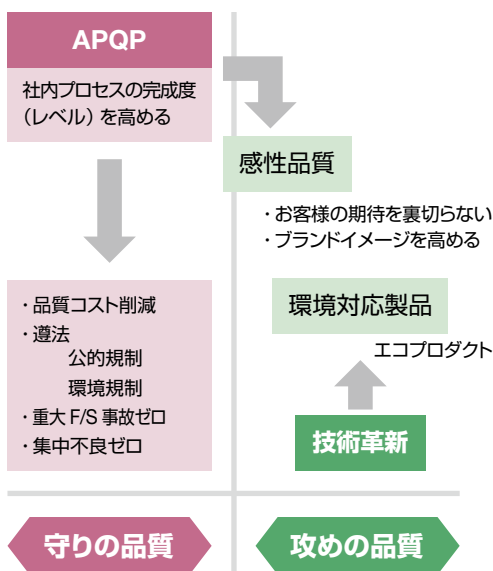 APQP
社内プロセスの完成度
（レベル）を高める
感性品質
・お客様の期待を裏切らない
・ブランドイメージを高める
・品質コスト削減
・遵法
公的規制
環境規制
・重大 F/S 事故ゼロ
・集中不良ゼロ
環境対応製品
エコプロダクト
技術革新
守りの品質
攻めの品質